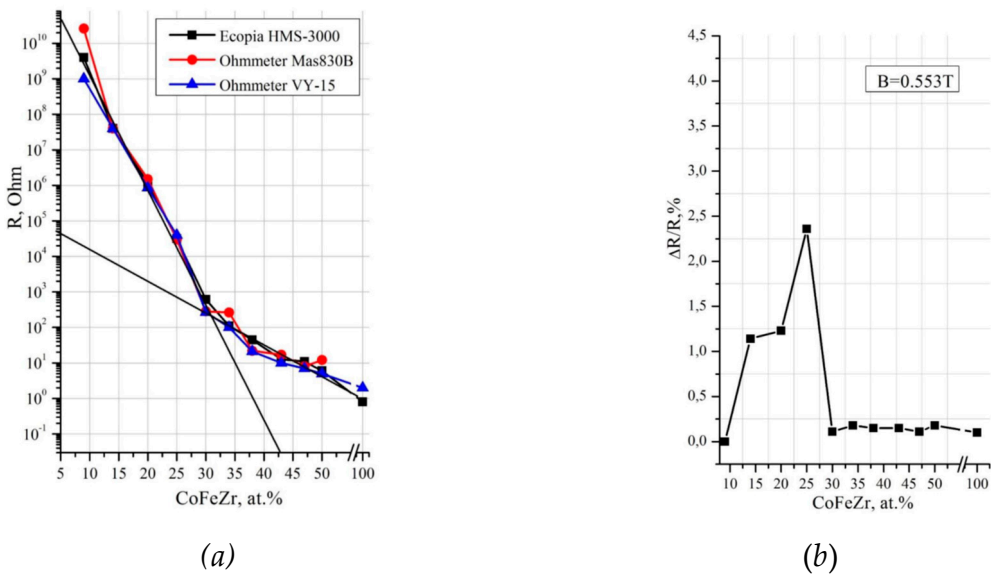 Ecopia HMS-3000
Ohmmeter Mas830B
Ohmmeter VY-15
R, Ohm
10^10
10^9
10^8
10^7
10^6
10^5
10^4
10^3
10^2
10^1
10^0
10^-1
5 10 15 20 25 30 35 40 45 50 100
CoFeZr, at.%
(a)
B=0.553T
ΔR/R,%
4,5
4,0
3,5
3,0
2,5
2,0
1,5
1,0
0,5
0,0
10 15 20 25 30 35 40 45 50 100
CoFeZr, at.%
(b)